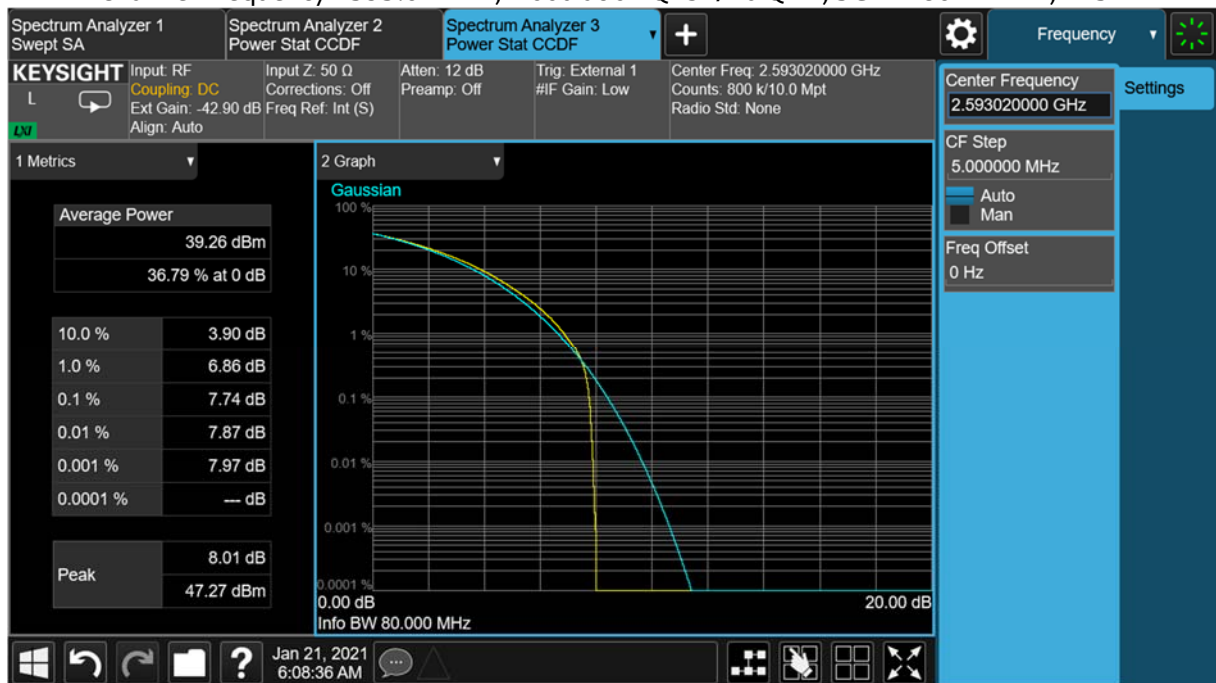 Spectrum Analyzer 1
Swept SA
Spectrum Analyzer 2
Power Stat CCDF
Spectrum Analyzer 3
Power Stat CCDF
Frequency
KEYSIGHT
L
LXI
Input: RF
Coupling: DC
Ext Gain: -42.90 dB
Align: Auto
Input Z: 50 Ω
Corrections: Off
Freq Ref: Int (S)
Atten: 12 dB
Preamp: Off
Trig: External 1
#IF Gain: Low
Center Freq: 2.593020000 GHz
Counts: 800 k/10.0 Mpt
Radio Std: None
Center Frequency
2.593020000 GHz
Settings
CF Step
5.000000 MHz
Auto
Man
Freq Offset
0 Hz
1 Metrics
Average Power
39.26 dBm
36.79 % at 0 dB
10.0 % 3.90 dB
1.0 % 6.86 dB
0.1 % 7.74 dB
0.01 % 7.87 dB
0.001 % 7.97 dB
0.0001 % --- dB
Peak
8.01 dB
47.27 dBm
2 Graph
Gaussian
100 %
10 %
1 %
0.1 %
0.01 %
0.001 %
0.0001 %
0.00 dB 20.00 dB
Info BW 80.000 MHz
?
Jan 21, 2021
6:08:36 AM